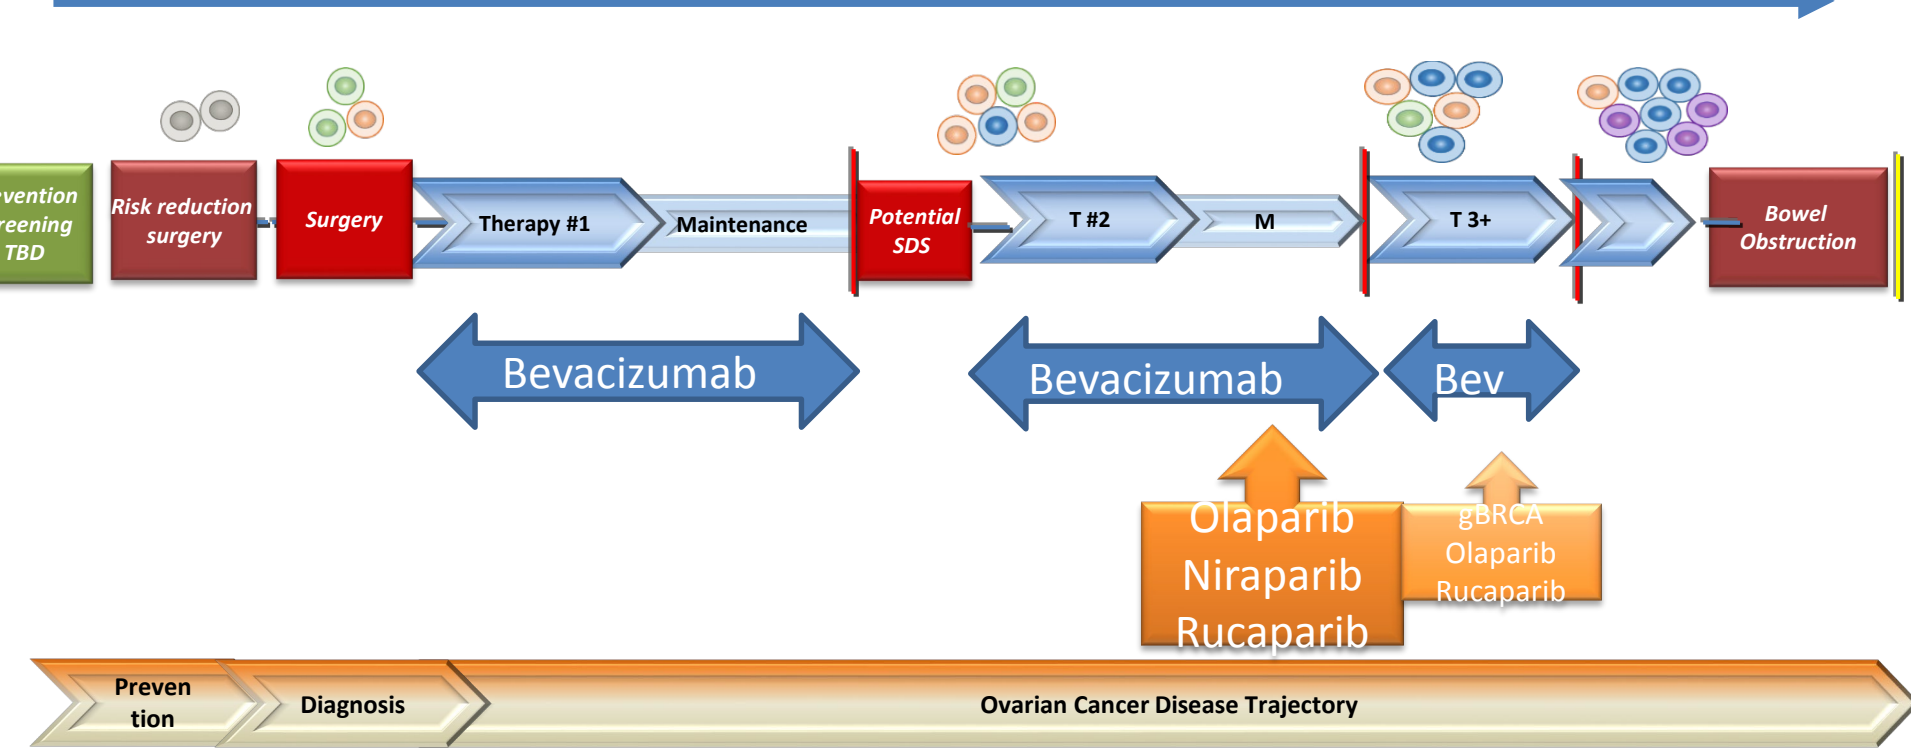 evention
reening
TBD
Risk reduction
surgery
Surgery
Therapy #1
Maintenance
Potential
SDS
T #2
M
T 3+
Bowel
Obstruction
Bevacizumab
Bevacizumab
Bev
Olaparib
Niraparib
Rucaparib
gBRCA
Olaparib
Rucaparib
Preven
tion
Diagnosis
Ovarian Cancer Disease Trajectory